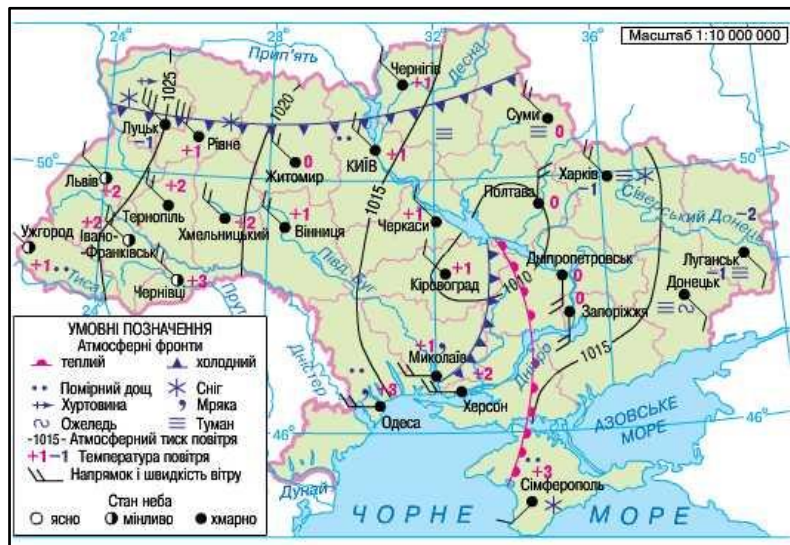 24° 28° 32° 36°
Масштаб 1:10 000 000
Прип'ять
Десна
1025
1020
Чернігів
+1
Суми
0
Луцьк
−1
Рівне
+1
50°
50°
КИЇВ
+1
Житомир
0
Харків
−1
Львів
+2
Тернопіль
+2
1015
Полтава
0
Сіверський Донець
−2
Ужгород
+1
+2
Івано-
Франківськ
Хмельницький
+2
Вінниця
+1
Черкаси
+1
Луганськ
−1
Тиса
24°
Чернівці
+3
Прут
Півд. Буг
Кіровоград
+1
1010
Дніпропетровськ
0
Донецьк
0
Запоріжжя
1015
Дністер
Миколаїв
+1
Дніпро
+2
Херсон
+3
Одеса
46°
46°
АЗОВСЬКЕ
МОРЕ
Дунай
+3
Сімферополь
ЧОРНЕ МОРЕ
УМОВНІ ПОЗНАЧЕННЯ
Атмосферні фронти
теплий
холодний
Помірний дощ
Сніг
Хуртовина
Мряка
Ожеледь
Туман
-1015- Атмосферний тиск повітря
+1−1 Температура повітря
Напрямок і швидкість вітру
Стан неба
ясно
мінливо
хмарно